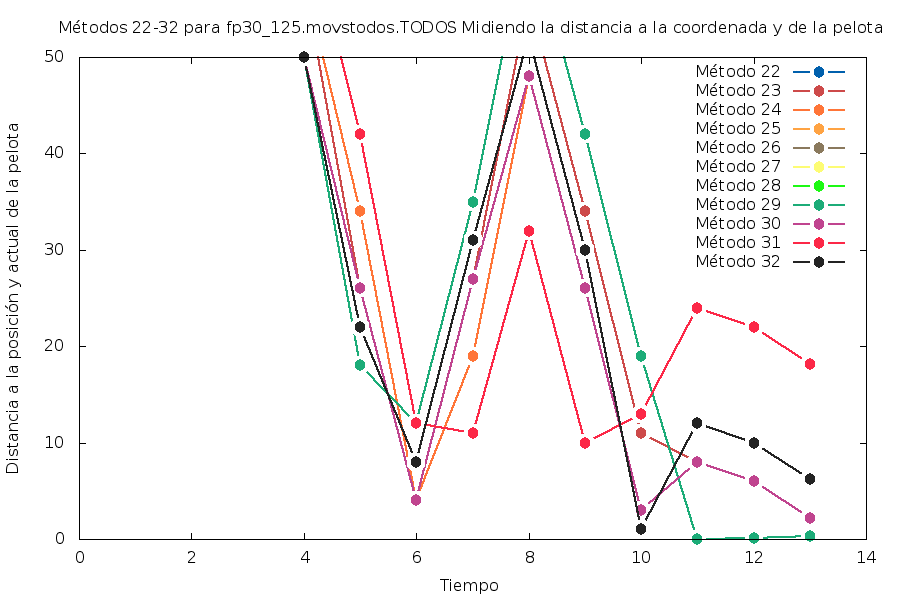 Métodos 22-32 para fp30_125.movstodos.TODOS Midiendo la distancia a la coordenada y de la pelota
Distancia a la posición y actual de la pelota
50
40
30
20
10
0
0
2
4
6
8
10
12
14
Tiempo
Método 22
Método 23
Método 24
Método 25
Método 26
Método 27
Método 28
Método 29
Método 30
Método 31
Método 32